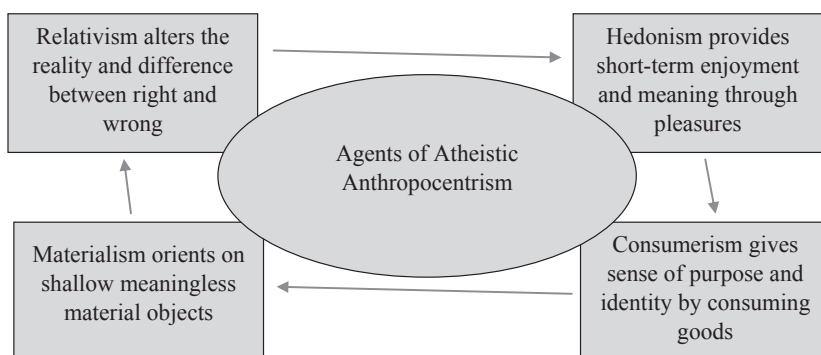 Relativism alters the
reality and difference
between right and
wrong
Hedonism provides
short-term enjoyment
and meaning through
pleasures
Agents of Atheistic
Anthropocentrism
Materialism orients on
shallow meaningless
material objects
Consumerism gives
sense of purpose and
identity by consuming
goods